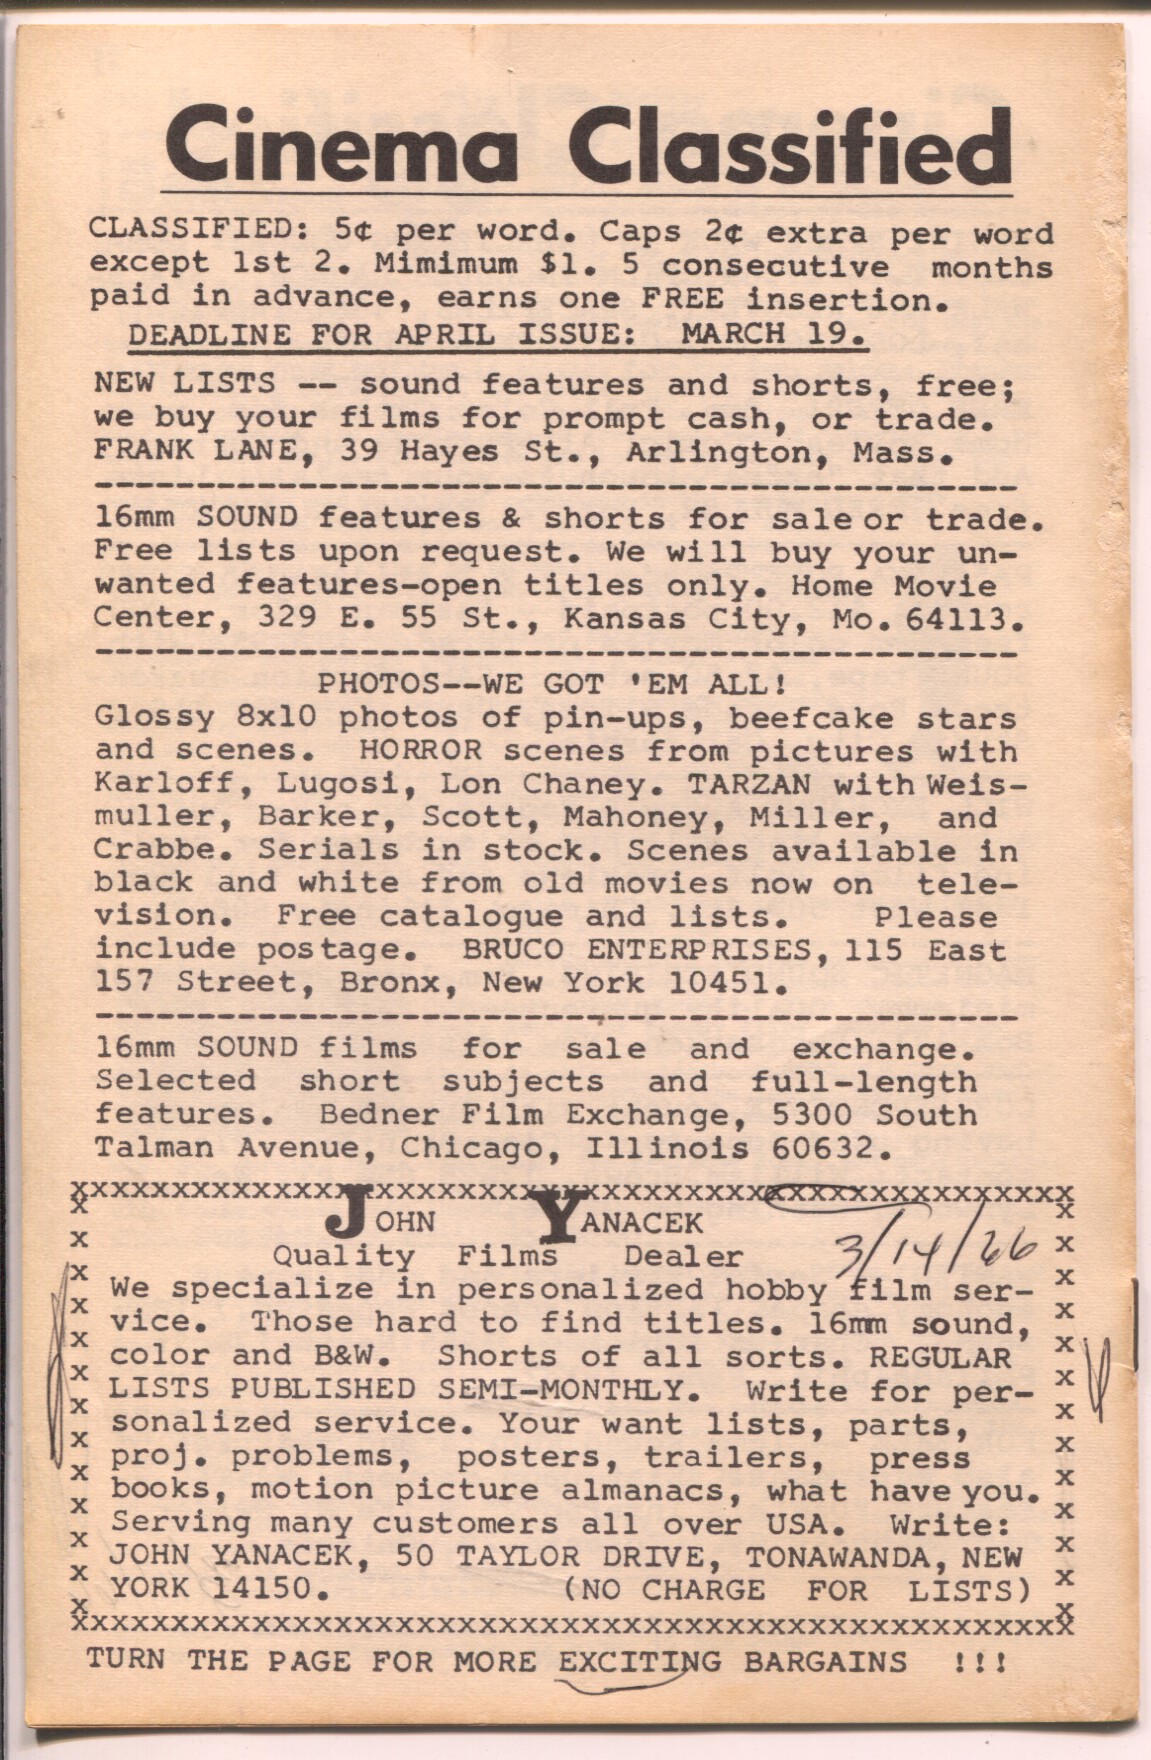 Cinema Classified
CLASSIFIED: 5¢ per word. Caps 2¢ extra per word
except 1st 2. Mimimum $1. 5 consecutive months
paid in advance, earns one FREE insertion.
DEADLINE FOR APRIL ISSUE: MARCH 19.
NEW LISTS -- sound features and shorts, free;
we buy your films for prompt cash, or trade.
FRANK LANE, 39 Hayes St., Arlington, Mass.
---------------------------------------------
16mm SOUND features & shorts for sale or trade.
Free lists upon request. We will buy your un-
wanted features-open titles only. Home Movie
Center, 329 E. 55 St., Kansas City, Mo. 64113.
---------------------------------------------
PHOTOS--WE GOT 'EM ALL!
Glossy 8x10 photos of pin-ups, beefcake stars
and scenes. HORROR scenes from pictures with
Karloff, Lugosi, Lon Chaney. TARZAN with Weis-
muller, Barker, Scott, Mahoney, Miller, and
Crabbe. Serials in stock. Scenes available in
black and white from old movies now on tele-
vision. Free catalogue and lists. Please
include postage. BRUCO ENTERPRISES, 115 East
157 Street, Bronx, New York 10451.
---------------------------------------------
16mm SOUND films for sale and exchange.
Selected short subjects and full-length
features. Bedner Film Exchange, 5300 South
Talman Avenue, Chicago, Illinois 60632.
JOHN YANACEK
Quality Films Dealer
3/14/66
We specialize in personalized hobby film ser-
vice. Those hard to find titles. 16mm sound,
color and B&W. Shorts of all sorts. REGULAR
LISTS PUBLISHED SEMI-MONTHLY. Write for per-
sonalized service. Your want lists, parts,
proj. problems, posters, trailers, press
books, motion picture almanacs, what have you.
Serving many customers all over USA. Write:
JOHN YANACEK, 50 TAYLOR DRIVE, TONAWANDA, NEW
YORK 14150. (NO CHARGE FOR LISTS)
TURN THE PAGE FOR MORE EXCITING BARGAINS !!!